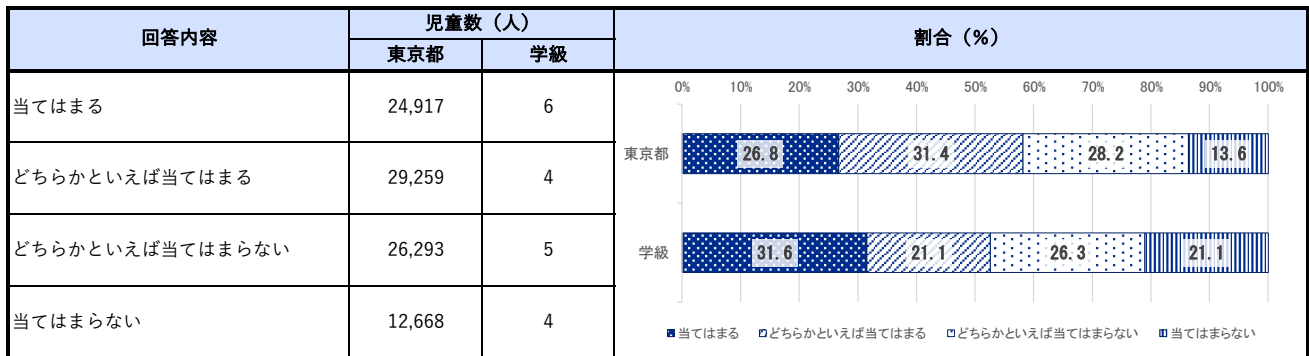 回答内容 児童数（人） 割合（%）
東京都 学級
当てはまる 24,917 6
どちらかといえば当てはまる 29,259 4
どちらかといえば当てはまらない 26,293 5
当てはまらない 12,668 4
0% 10% 20% 30% 40% 50% 60% 70% 80% 90% 100%
東京都 26.8 31.4 28.2 13.6
学級 31.6 21.1 26.3 21.1
当てはまる どちらかといえば当てはまる どちらかといえば当てはまらない 当てはまらない